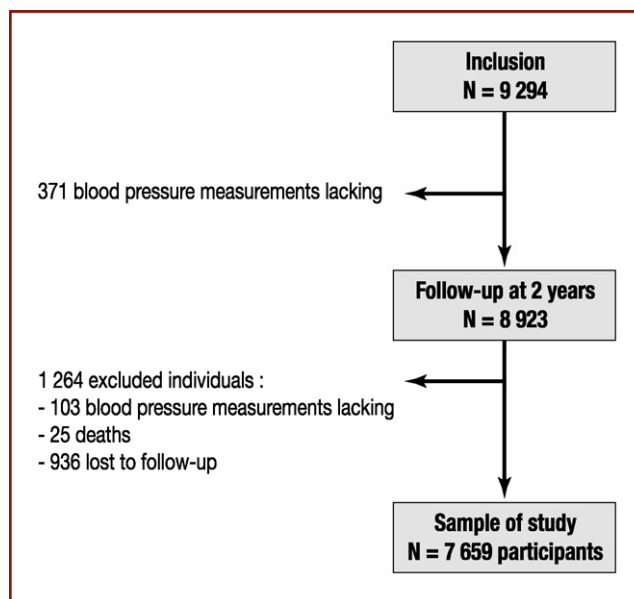 Inclusion
N = 9 294
371 blood pressure measurements lacking
Follow-up at 2 years
N = 8 923
1 264 excluded individuals :
- 103 blood pressure measurements lacking
- 25 deaths
- 936 lost to follow-up
Sample of study
N = 7 659 participants